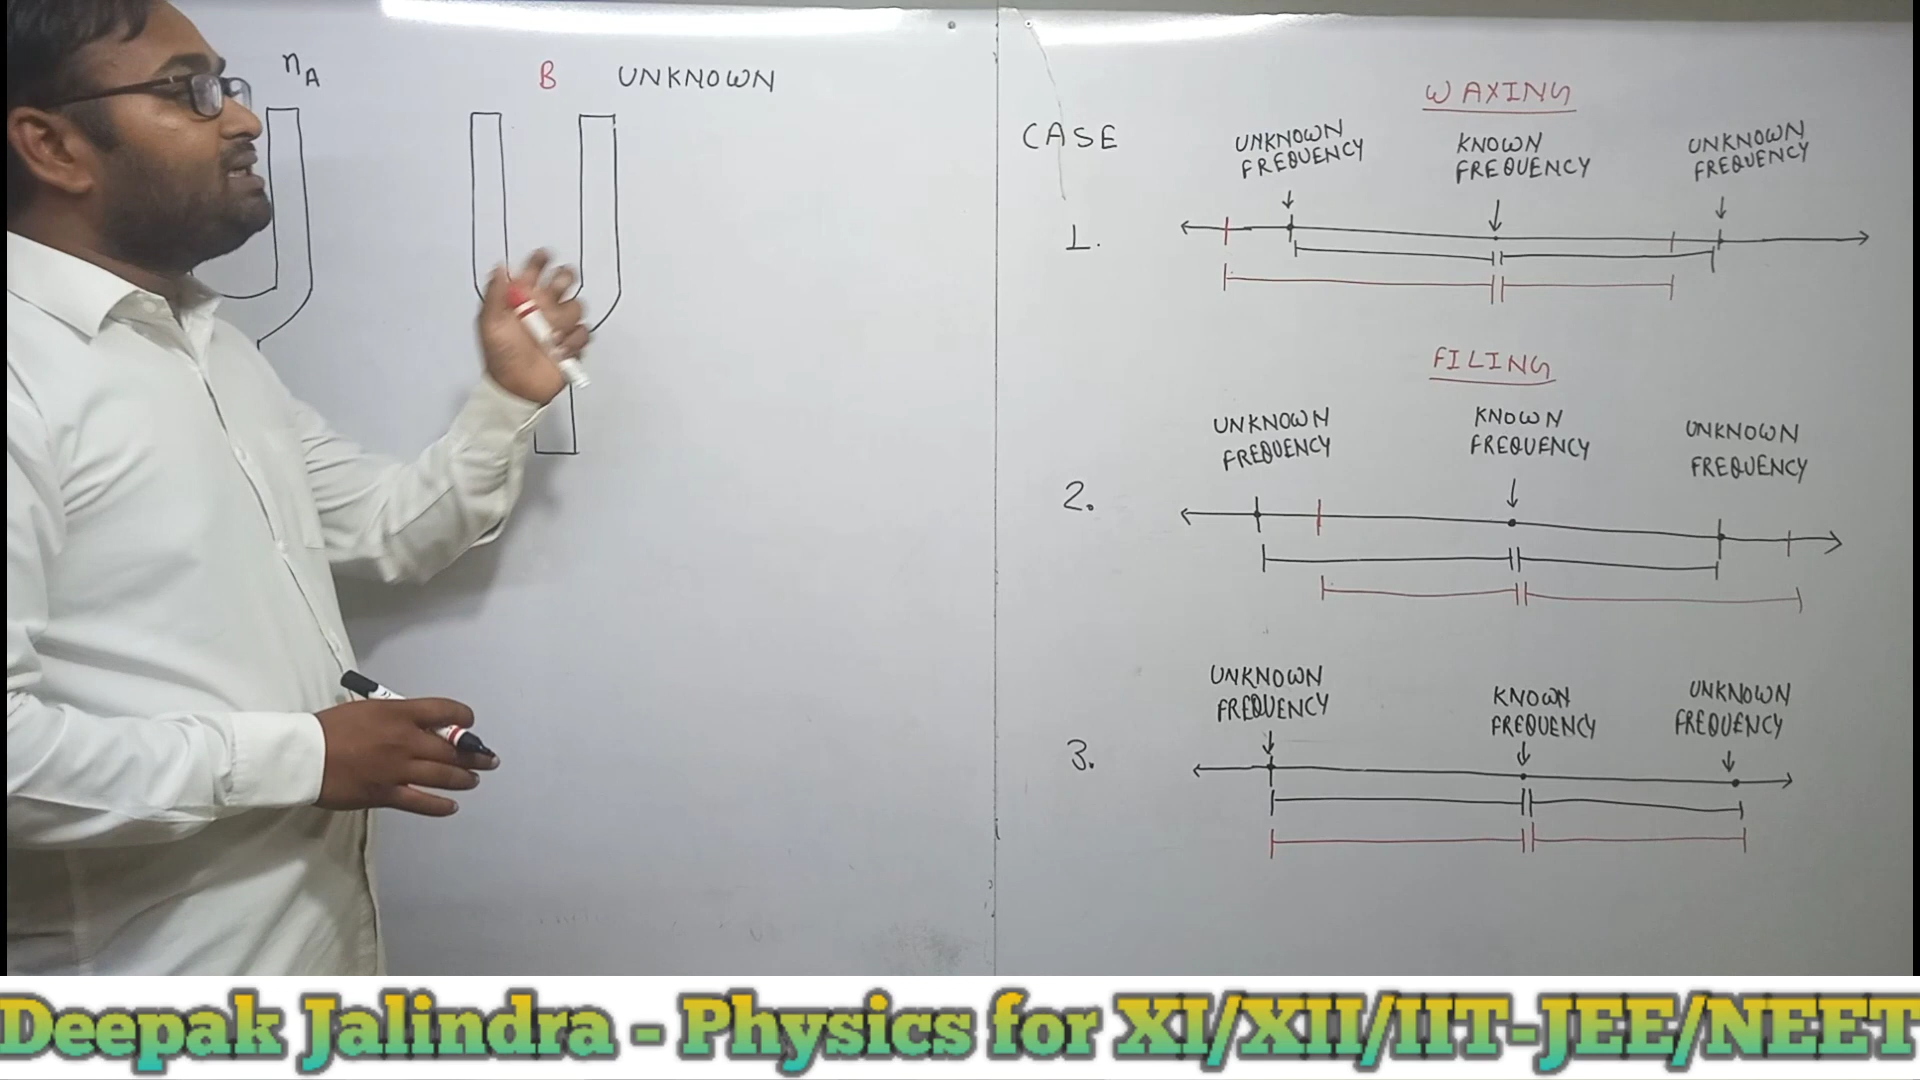 nA
B UNKNOWN
WAXING
CASE
UNKNOWN
FREQUENCY
KNOWN
FREQUENCY
UNKNOWN
FREQUENCY
1.
FILING
UNKNOWN
FREQUENCY
KNOWN
FREQUENCY
UNKNOWN
FREQUENCY
2.
UNKNOWN
FREQUENCY
KNOWN
FREQUENCY
UNKNOWN
FREQUENCY
3.
Deepak Jalindra - Physics for XI/XII/IIT-JEE/NEET